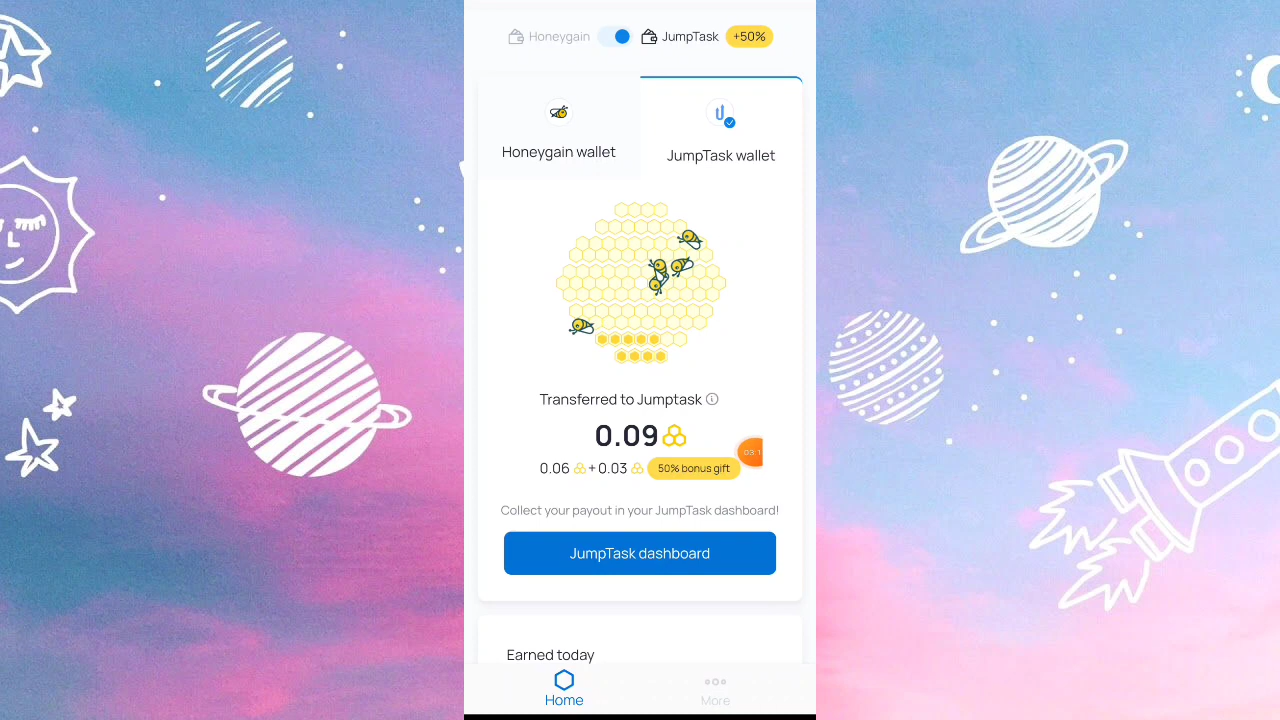 Honeygain JumpTask +50%
Honeygain wallet
JumpTask wallet
Transferred to Jumptask
0.09
0.06 + 0.03 50% bonus gift
Collect your payout in your JumpTask dashboard!
JumpTask dashboard
Earned today
Home
More